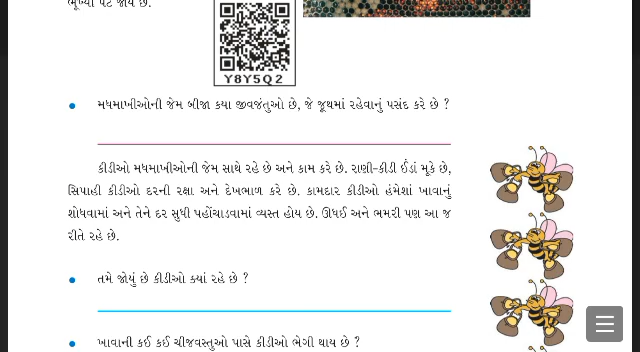 ભૂખ્યા પેટે જાય છે.
Y8Y5Q2
મધમાખીઓની જેમ બીજા કયા જીવજંતુઓ છે, જે જૂથમાં રહેવાનું પસંદ કરે છે ?
કીડીઓ મધમાખીઓની જેમ સાથે રહે છે અને કામ કરે છે. રાણી-કીડી ઈંડાં મૂકે છે,
સિપાહી કીડીઓ દરની રક્ષા અને દેખભાળ કરે છે. કામદાર કીડીઓ હંમેશાં ખાવાનું
શોધવામાં અને તેને દર સુધી પહોંચાડવામાં વ્યસ્ત હોય છે. ઊધઈ અને ભમરી પણ આ જ
રીતે રહે છે.
તમે જોયું છે કીડીઓ ક્યાં રહે છે ?
ખાવાની કઈ કઈ ચીજવસ્તુઓ પાસે કીડીઓ ભેગી થાય છે ?